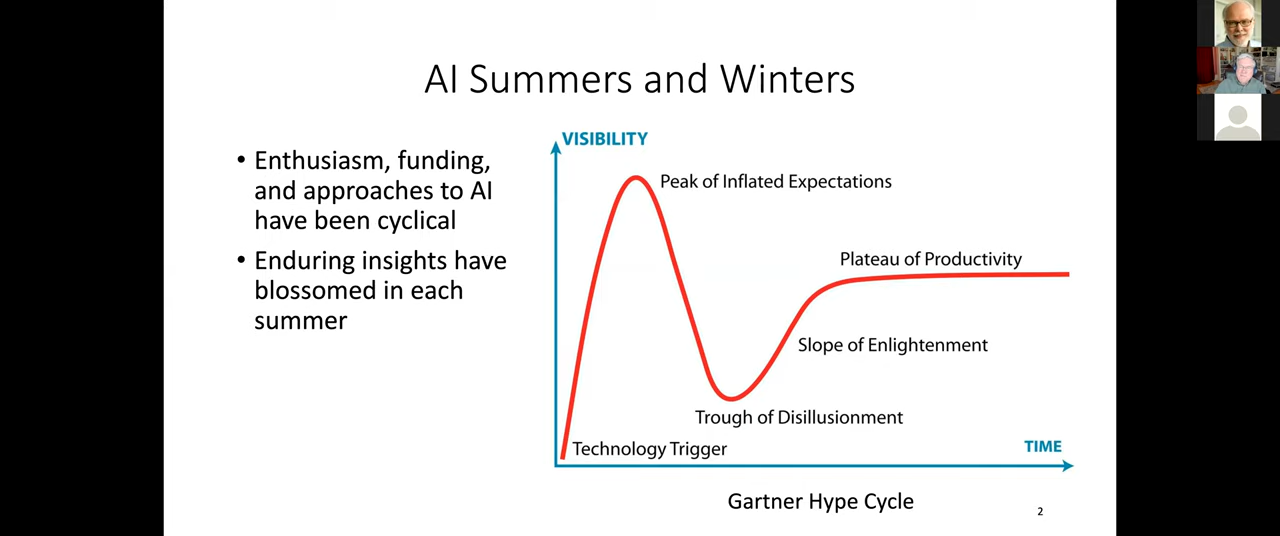 AI Summers and Winters
• Enthusiasm, funding,
and approaches to AI
have been cyclical
• Enduring insights have
blossomed in each
summer
VISIBILITY
Peak of Inflated Expectations
Plateau of Productivity
Slope of Enlightenment
Trough of Disillusionment
Technology Trigger
TIME
Gartner Hype Cycle
2